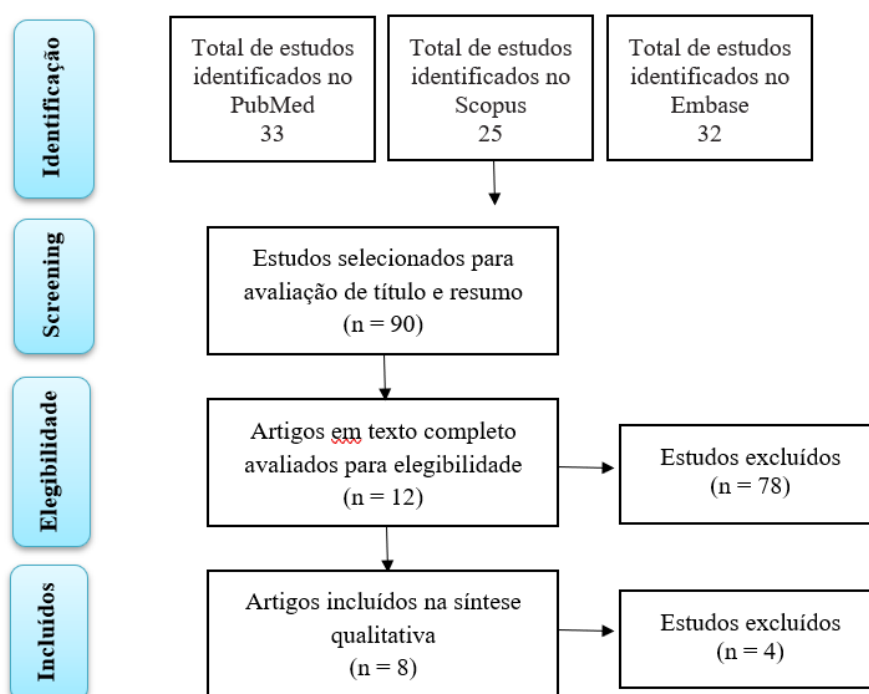 Identificação
Total de estudos
identificados no
PubMed
33
Total de estudos
identificados no
Scopus
25
Total de estudos
identificados no
Embase
32
Screening
Estudos selecionados para
avaliação de título e resumo
(n = 90)
Elegibilidade
Artigos em texto completo
avaliados para elegibilidade
(n = 12)
Estudos excluídos
(n = 78)
Incluídos
Artigos incluídos na síntese
qualitativa
(n = 8)
Estudos excluídos
(n = 4)